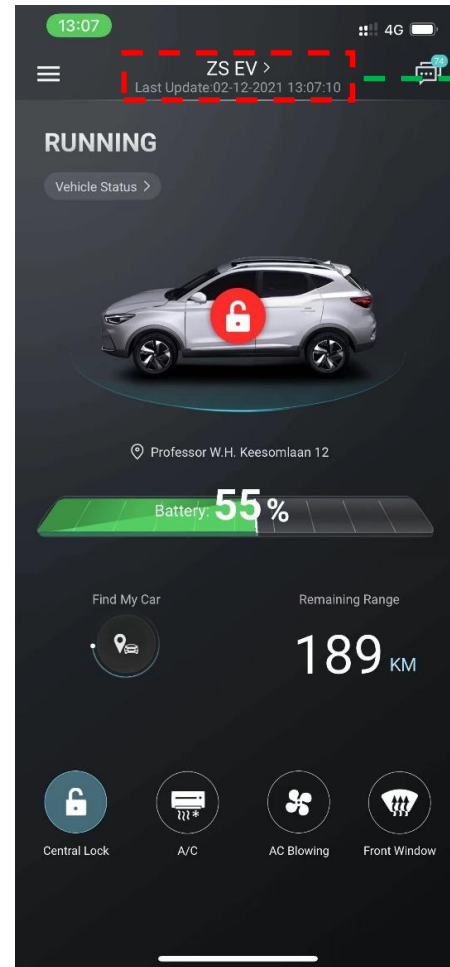 13:07
4G
ZS EV >
74
Last Update:02-12-2021 13:07:10
RUNNING
Vehicle Status >
Professor W.H. Keesomlaan 12
Battery: 55 %
Find My Car
Remaining Range
189 KM
Central Lock
A/C
AC Blowing
Front Window